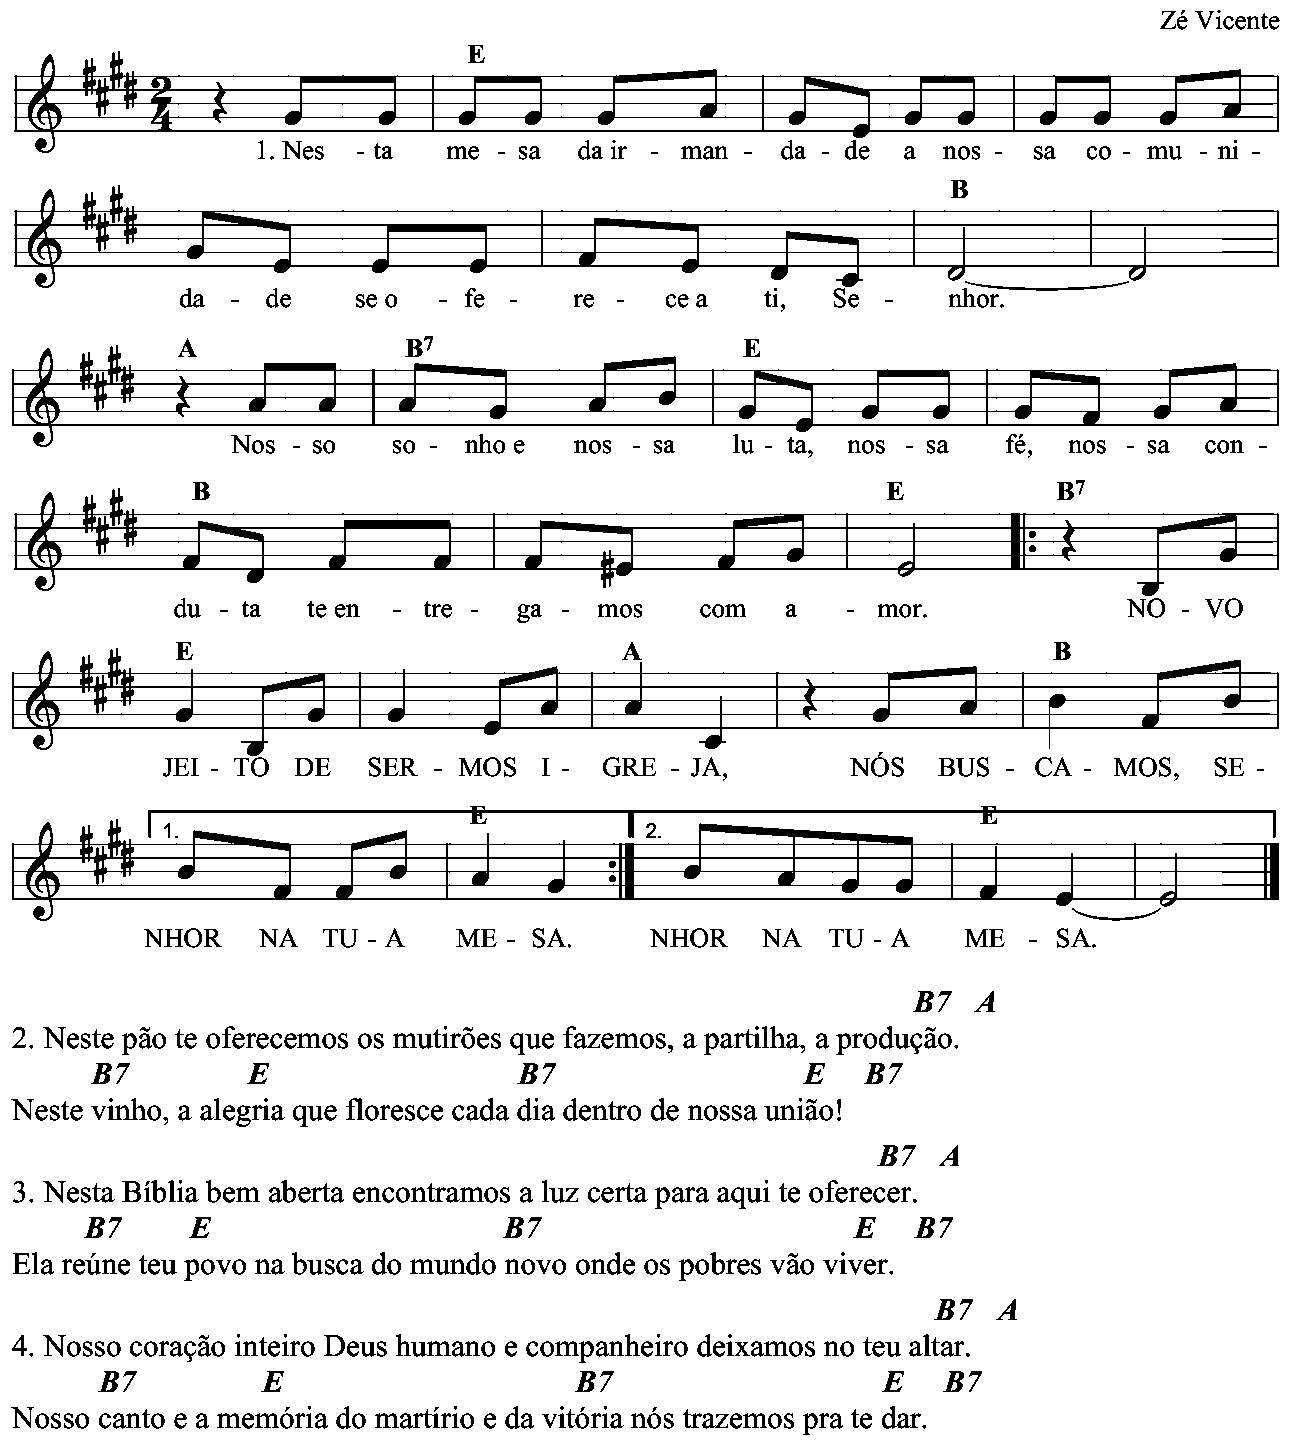 Zé Vicente
E
1. Nes - ta me - sa da ir - man - da - de a nos - sa co - mu - ni -
B
da - de se o - fe - re - ce a ti, Se - nhor.
A B7 E
Nos - so so - nho e nos - sa lu - ta, nos - sa fé, nos - sa con -
B E B7
du - ta te en - tre - ga - mos com a - mor. NO - VO
E A B
JEI - TO DE SER - MOS I - GRE - JA, NÓS BUS - CA - MOS, SE -
1. E 2. E
NHOR NA TU - A ME - SA. NHOR NA TU - A ME - SA.
B7 A
2. Neste pão te oferecemos os mutirões que fazemos, a partilha, a produção.
B7 E B7 E B7
Neste vinho, a alegria que floresce cada dia dentro de nossa união!
B7 A
3. Nesta Bíblia bem aberta encontramos a luz certa para aqui te oferecer.
B7 E B7 E B7
Ela reúne teu povo na busca do mundo novo onde os pobres vão viver.
B7 A
4. Nosso coração inteiro Deus humano e companheiro deixamos no teu altar.
B7 E B7 E B7
Nosso canto e a memória do martírio e da vitória nós trazemos pra te dar.